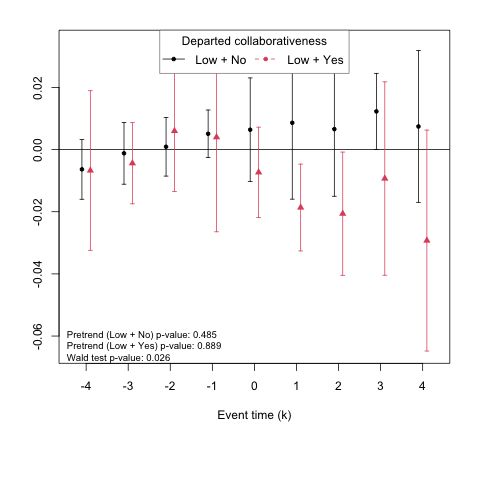 Departed collaborativeness
Low + No Low + Yes
0.02
0.00
-0.02
-0.04
-0.06
Pretrend (Low + No) p-value: 0.485
Pretrend (Low + Yes) p-value: 0.889
Wald test p-value: 0.026
-4 -3 -2 -1 0 1 2 3 4
Event time (k)